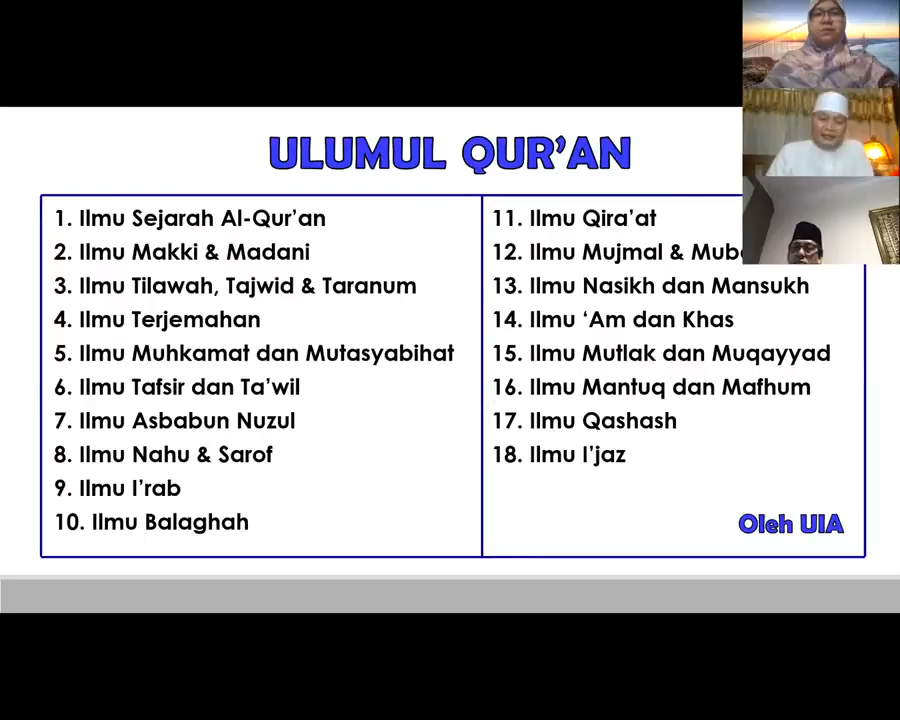 ULUMUL QUR’AN
1. Ilmu Sejarah Al-Qur’an
2. Ilmu Makki & Madani
3. Ilmu Tilawah, Tajwid & Taranum
4. Ilmu Terjemahan
5. Ilmu Muhkamat dan Mutasyabihat
6. Ilmu Tafsir dan Ta’wil
7. Ilmu Asbabun Nuzul
8. Ilmu Nahu & Sarof
9. Ilmu I’rab
10. Ilmu Balaghah
11. Ilmu Qira’at
12. Ilmu Mujmal &
13. Ilmu Nasikh dan Mansukh
14. Ilmu ‘Am dan Khas
15. Ilmu Mutlak dan Muqayyad
16. Ilmu Mantuq dan Mafhum
17. Ilmu Qashash
18. Ilmu I’jaz
Oleh UIA